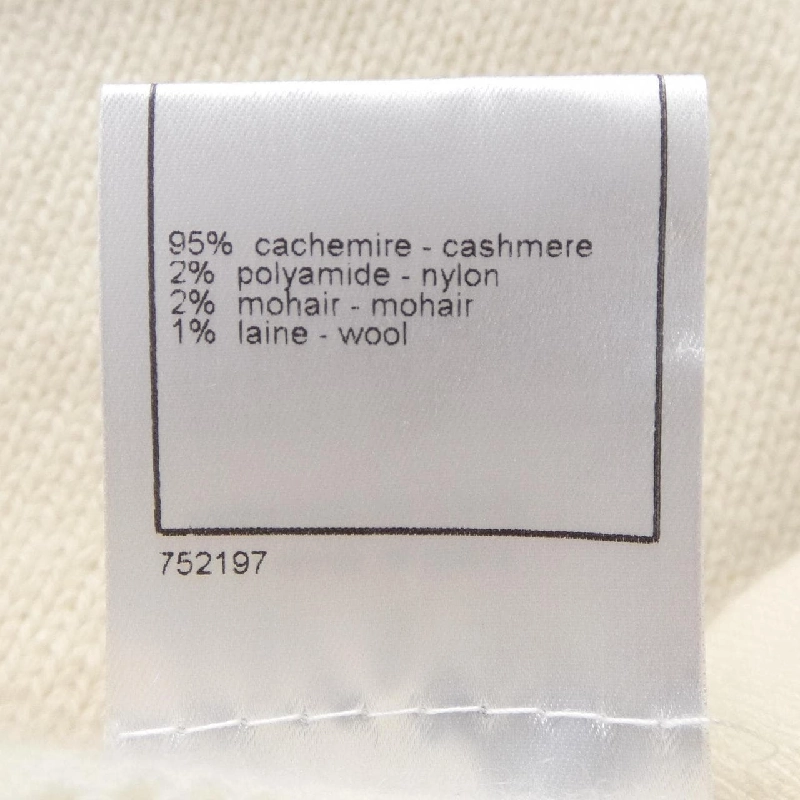 95% cachemire - cashmere
2% polyamide - nylon
2% mohair - mohair
1% laine - wool
752197